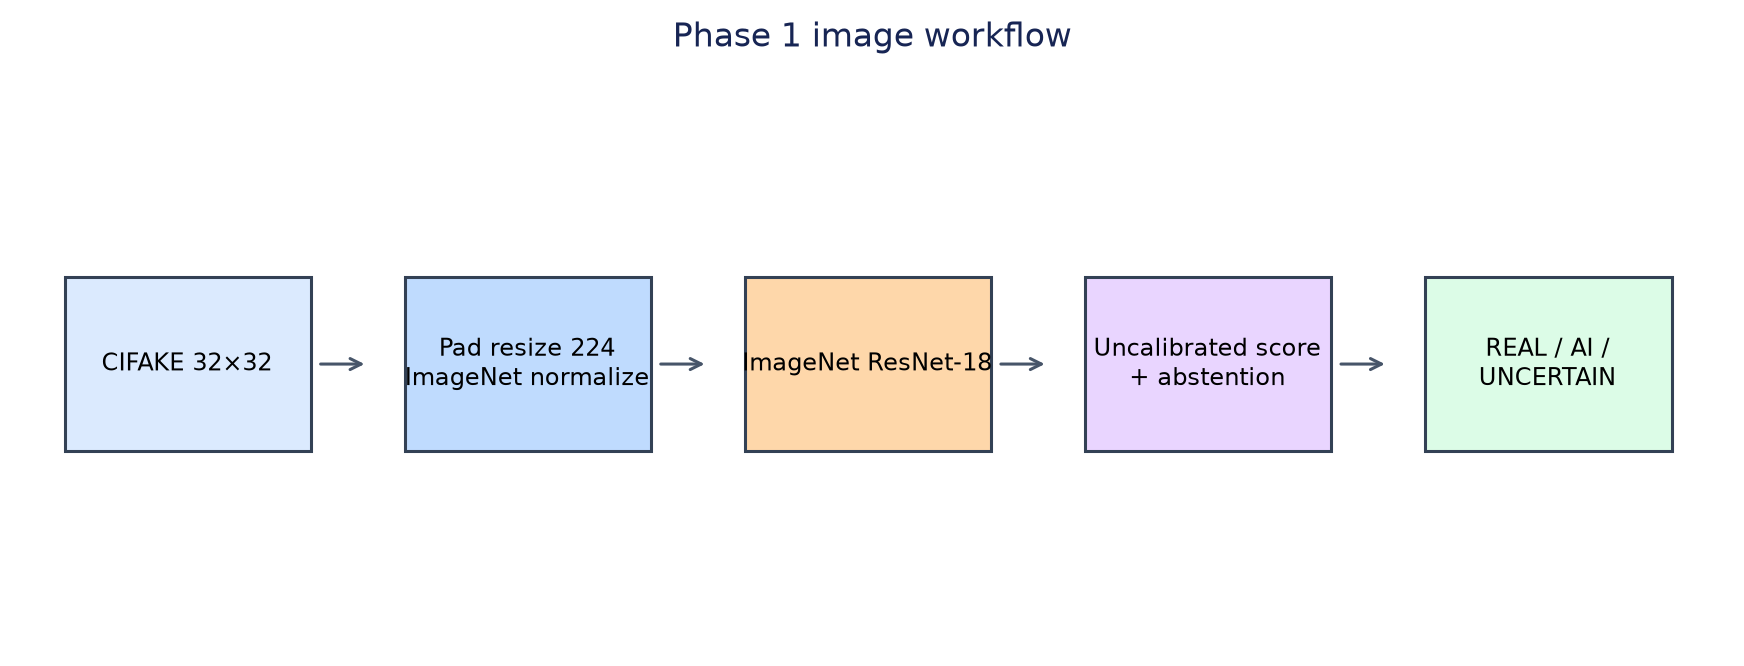 Phase 1 image workflow
CIFAKE 32×32
Pad resize 224
ImageNet normalize
ImageNet ResNet-18
Uncalibrated score
+ abstention
REAL / AI /
UNCERTAIN